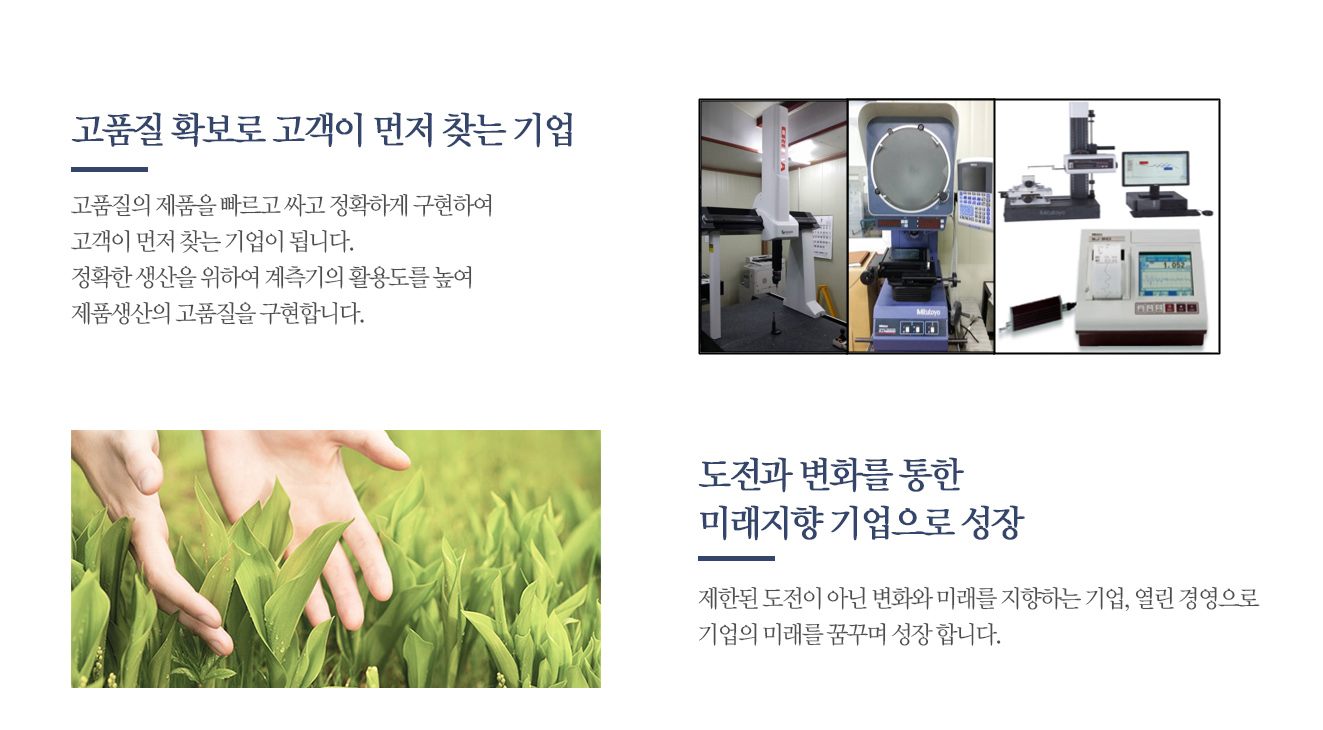 고품질 확보로 고객이 먼저 찾는 기업
고품질의 제품을 빠르고 싸고 정확하게 구현하여
고객이 먼저 찾는 기업이 됩니다.
정확한 생산을 위하여 계측기의 활용도를 높여
제품생산의 고품질을 구현합니다.
Mitutoyo
Mitutoyo
도전과 변화를 통한
미래지향 기업으로 성장
제한된 도전이 아닌 변화와 미래를 지향하는 기업, 열린 경영으로
기업의 미래를 꿈꾸며 성장 합니다.